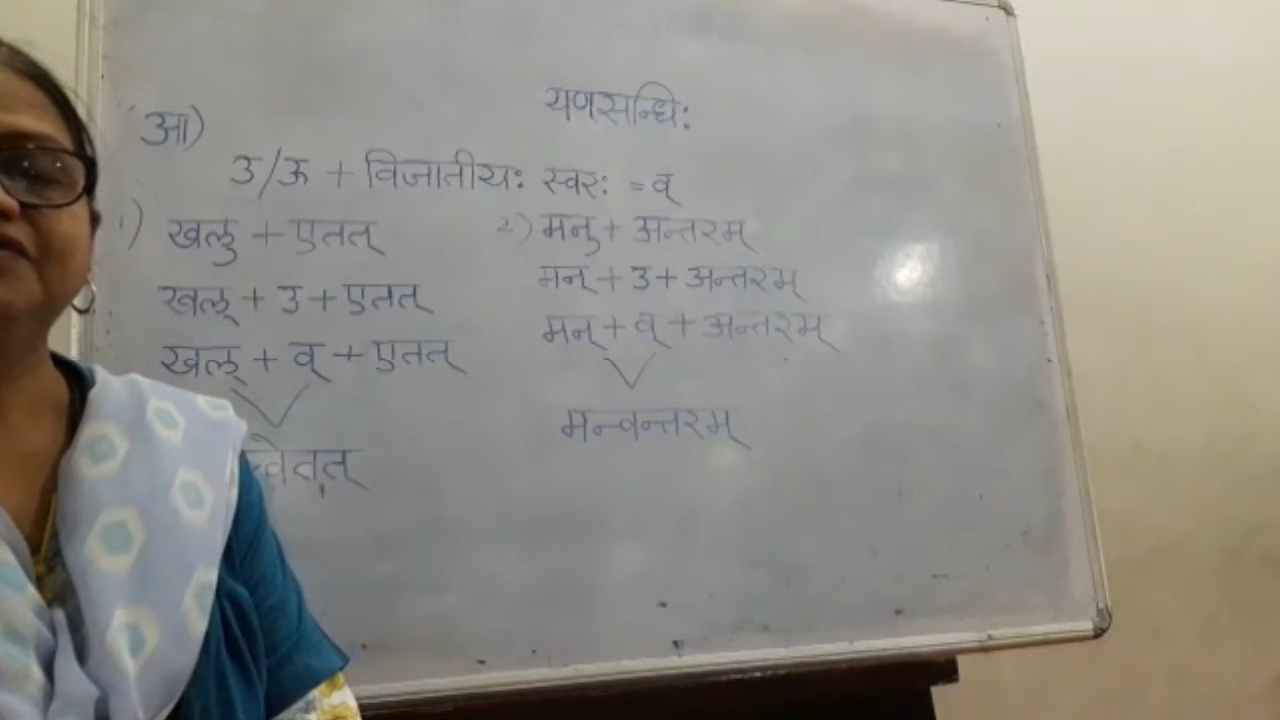 यणसन्धिः
आ)
उ/ऊ + विजातीयः स्वरः = व्
1) खलु + एतत्
खल् + उ + एतत्
खल् + व् + एतत्
2) मनु + अन्तरम्
मन् + उ + अन्तरम्
मन् + व् + अन्तरम्
मन्वन्तरम्